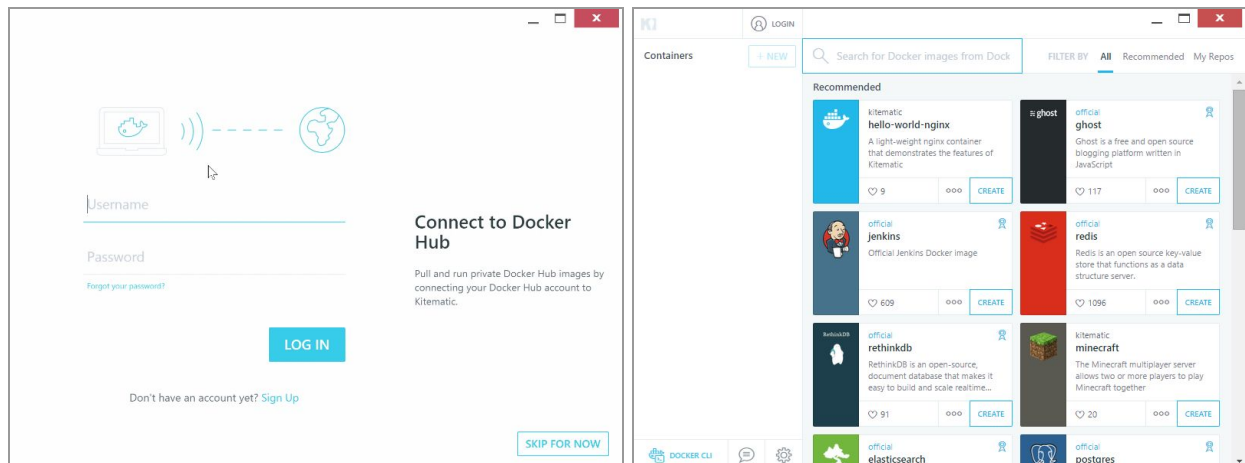 Username
Password
Forgot your password?
LOG IN
Don't have an account yet? Sign Up
Connect to Docker
Hub
Pull and run private Docker Hub images by
connecting your Docker Hub account to
Kitematic.
SKIP FOR NOW
LOGIN
Containers
+ NEW
Search for Docker images from Dock
FILTER BY All Recommended My Repos
Recommended
kitematic
hello-world-nginx
A light-weight nginx container
that demonstrates the features of
Kitematic
9
CREATE
ghost
official
ghost
Ghost is a free and open source
blogging platform written in
JavaScript
117
CREATE
official
jenkins
Official Jenkins Docker image
609
CREATE
official
redis
Redis is an open source key-value
store that functions as a data
structure server.
1096
CREATE
RethinkDB
official
rethinkdb
RethinkDB is an open-source,
document database that makes it
easy to build and scale realtime...
91
CREATE
kitematic
minecraft
The Minecraft multiplayer server
allows two or more players to play
Minecraft together
20
CREATE
official
elasticsearch
official
postgres
DOCKER CLI